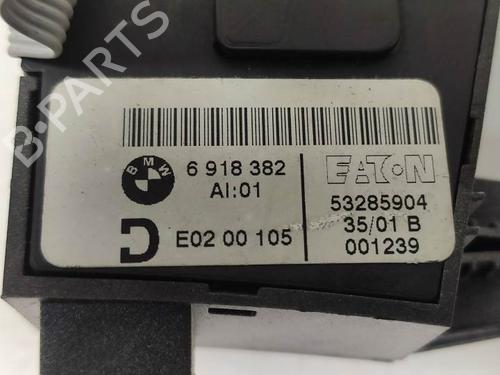 BMW
6 918 382
AI:01
D
E02 00 105
EATON
53285904
35/01 B
001239
B-PARTS